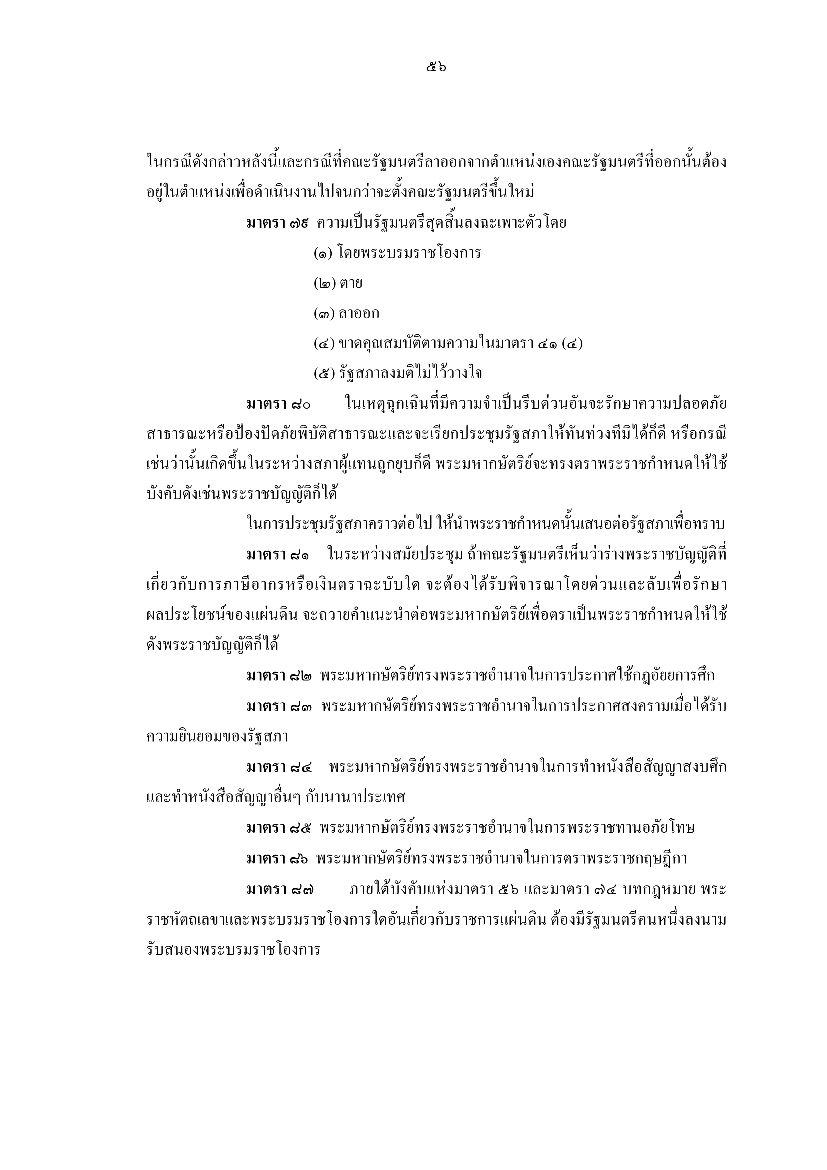 ๕๖
ในกรณีดังกล่าวหลังนี้และกรณีที่คณะรัฐมนตรีลาออกจากตำแหน่งเองคณะรัฐมนตรีที่ออกนั้นต้อง
อยู่ในตำแหน่งเพื่อดำเนินงานไปจนกว่าจะตั้งคณะรัฐมนตรีขึ้นใหม่
มาตรา ๗๙ ความเป็นรัฐมนตรีสุดสิ้นลงฉะเพาะตัวโดย
(๑) โดยพระบรมราชโองการ
(๒) ตาย
(๓) ลาออก
(๔) ขาดคุณสมบัติตามความในมาตรา ๔๑ (๔)
(๕) รัฐสภาลงมติไม่ไว้วางใจ
มาตรา ๘๐ ในเหตุฉุกเฉินที่มีความจำเป็นรีบด่วนอันจะรักษาความปลอดภัย
สาธารณะหรือป้องปัดภัยพิบัติสาธารณะและจะเรียกประชุมรัฐสภาให้ทันท่วงทีมิได้ก็ดี หรือกรณี
เช่นว่านั้นเกิดขึ้นในระหว่างสภาผู้แทนถูกยุบก็ดี พระมหากษัตริย์จะทรงตราพระราชกำหนดให้ใช้
บังคับดังเช่นพระราชบัญญัติก็ได้
ในการประชุมรัฐสภาคราวต่อไป ให้นำพระราชกำหนดนั้นเสนอต่อรัฐสภาเพื่อทราบ
มาตรา ๘๑ ในระหว่างสมัยประชุม ถ้าคณะรัฐมนตรีเห็นว่าร่างพระราชบัญญัติที่
เกี่ยวกับการภาษีอากรหรือเงินตราฉะบับใด จะต้องได้รับพิจารณาโดยด่วนและลับเพื่อรักษา
ผลประโยชน์ของแผ่นดิน จะถวายคำแนะนำต่อพระมหากษัตริย์เพื่อตราเป็นพระราชกำหนดให้ใช้
ดังพระราชบัญญัติก็ได้
มาตรา ๘๒ พระมหากษัตริย์ทรงพระราชอำนาจในการประกาศใช้กฎอัยยการศึก
มาตรา ๘๓ พระมหากษัตริย์ทรงพระราชอำนาจในการประกาศสงครามเมื่อได้รับ
ความยินยอมของรัฐสภา
มาตรา ๘๔ พระมหากษัตริย์ทรงพระราชอำนาจในการทำหนังสือสัญญาสงบศึก
และทำหนังสือสัญญาอื่นๆ กับนานาประเทศ
มาตรา ๘๕ พระมหากษัตริย์ทรงพระราชอำนาจในการพระราชทานอภัยโทษ
มาตรา ๘๖ พระมหากษัตริย์ทรงพระราชอำนาจในการตราพระราชกฤษฎีกา
มาตรา ๘๗ ภายใต้บังคับแห่งมาตรา ๕๖ และมาตรา ๗๔ บทกฎหมาย พระ
ราชหัตถเลขาและพระบรมราชโองการใดอันเกี่ยวกับราชการแผ่นดิน ต้องมีรัฐมนตรีคนหนึ่งลงนาม
รับสนองพระบรมราชโองการ